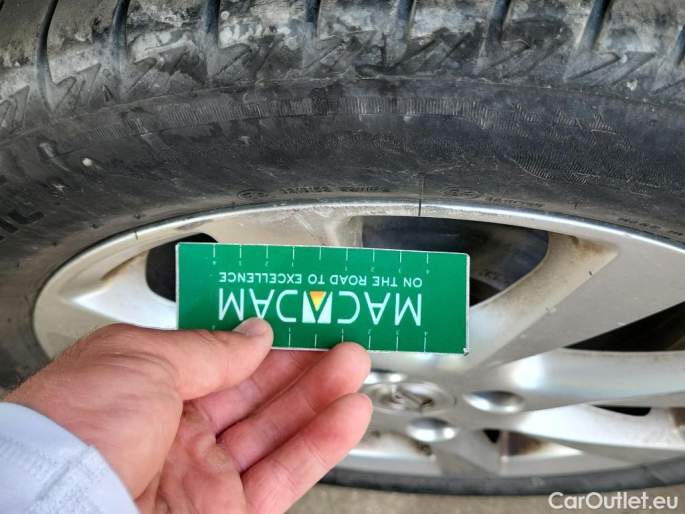 MACADAM
ON THE ROAD TO EXCELLENCE
CarOutlet.eu